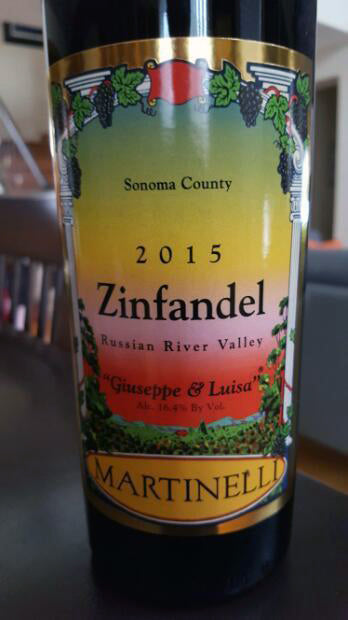 Sonoma County
2015
Zinfandel
Russian River Valley
"Giuseppe & Luisa"®
Alc. 16.4% By Vol.
MARTINELLI